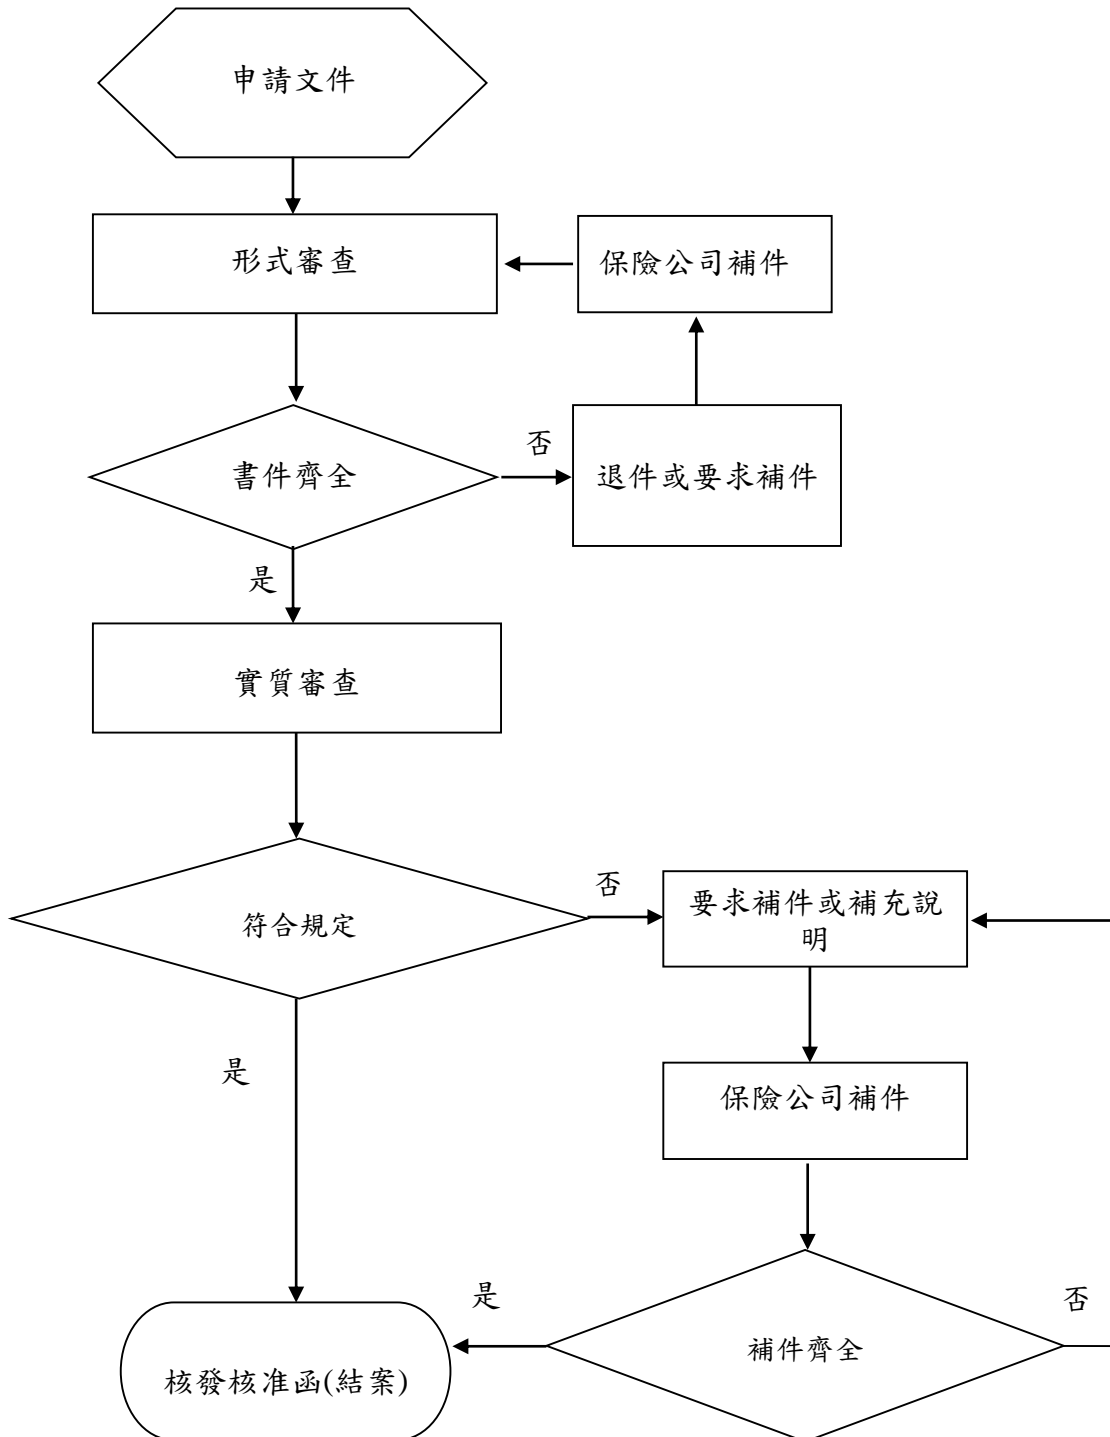 申請文件
形式審查
保險公司補件
書件齊全
否
退件或要求補件
是
實質審查
符合規定
否
要求補件或補充說
明
是
保險公司補件
是
補件齊全
否
核發核准函(結案)